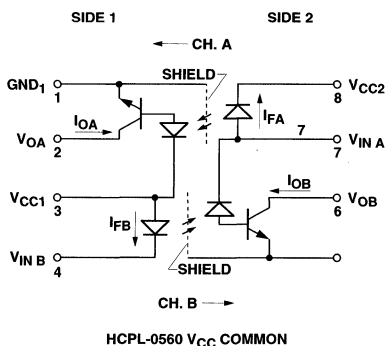 SIDE 1 SIDE 2
CH. A
GND1 1
SHIELD
VCC2 8
IOA
IFA
VOA 2
7
VIN A 7
VCC1 3
IOB
VOB 6
IFB
VIN B 4
SHIELD
CH. B
HCPL-0560 VCC COMMON